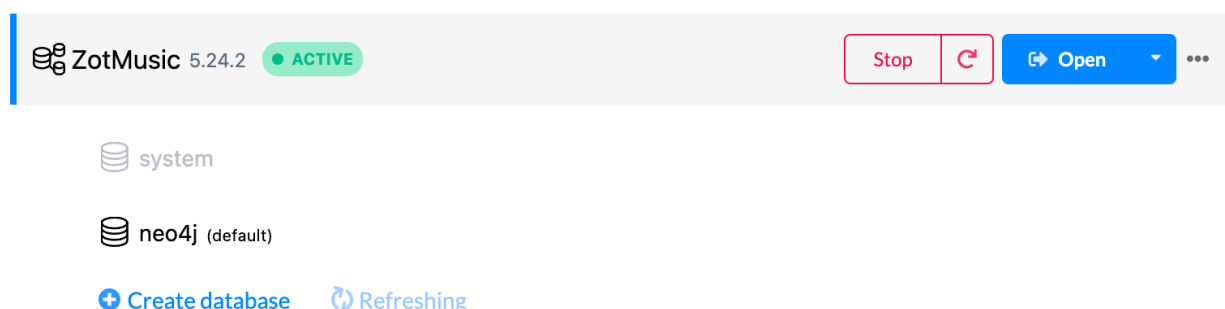 ZotMusic 5.24.2 ACTIVE Stop Open
system
neo4j (default)
Create database Refreshing